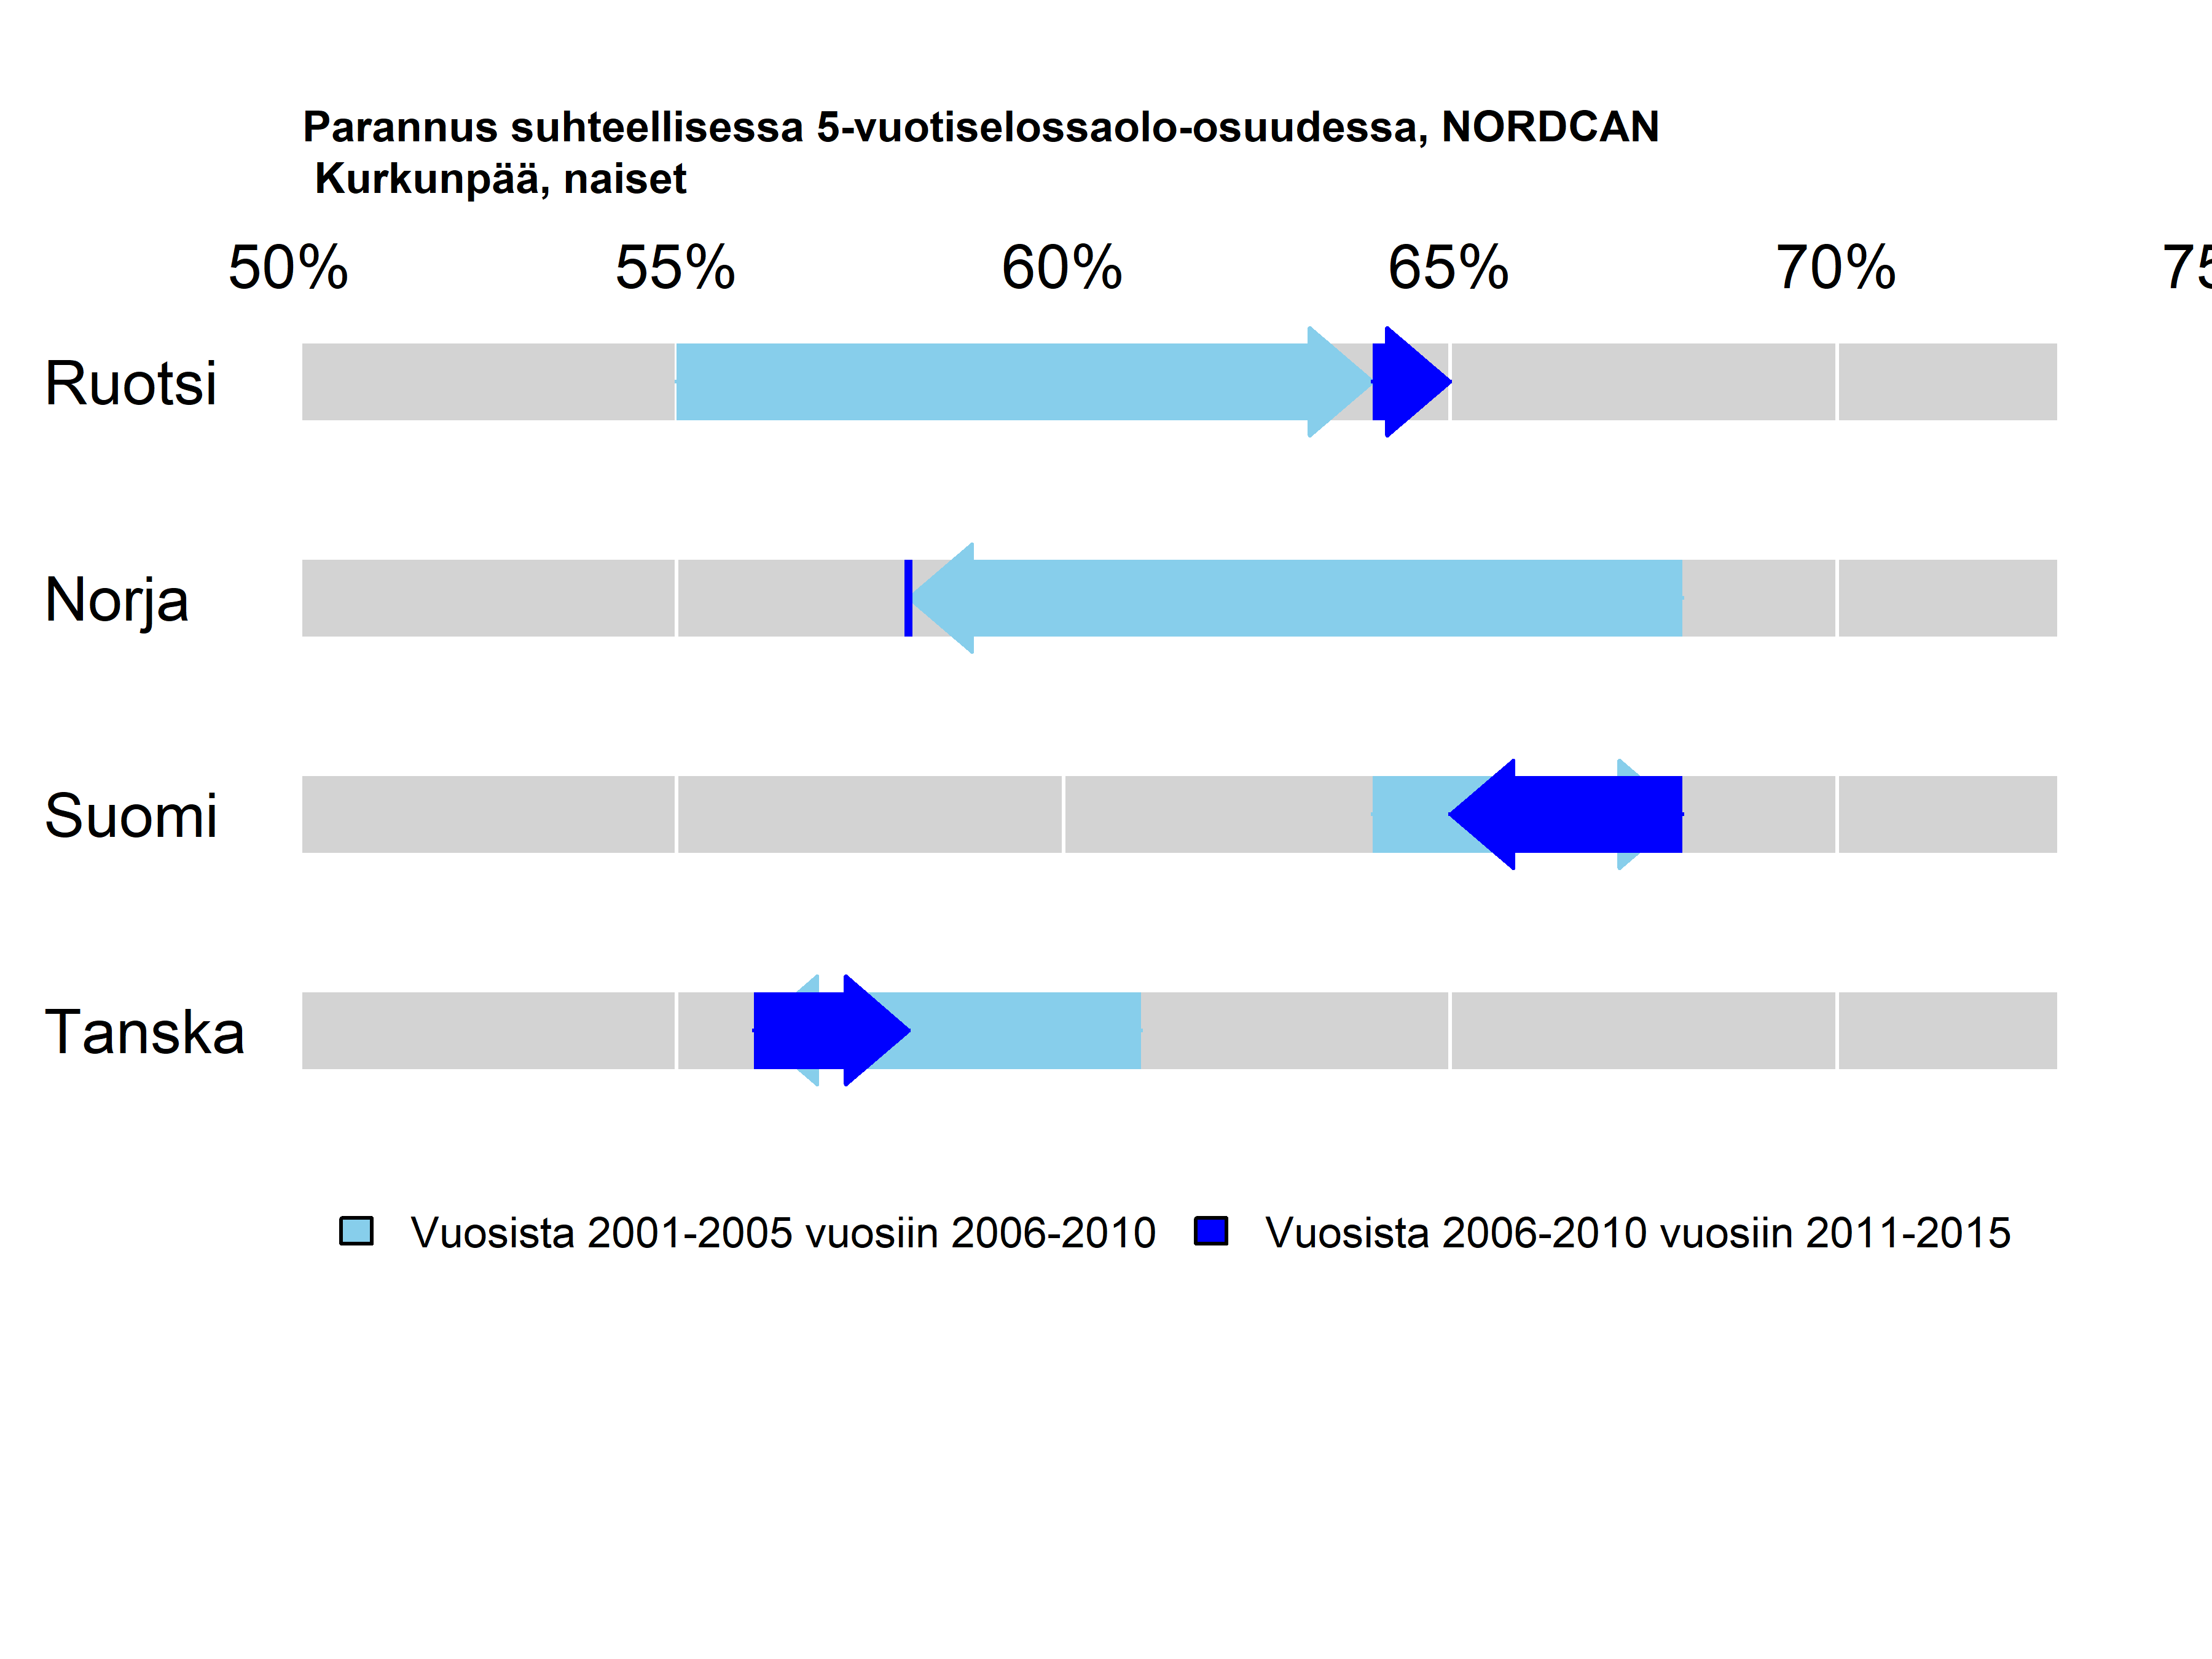 Parannus suhteellisessa 5-vuotiselossaolo-osuudessa, NORDCAN
Kurkunpää, naiset
50% 55% 60% 65% 70% 75
Ruotsi
Norja
Suomi
Tanska
Vuosista 2001-2005 vuosiin 2006-2010 Vuosista 2006-2010 vuosiin 2011-2015